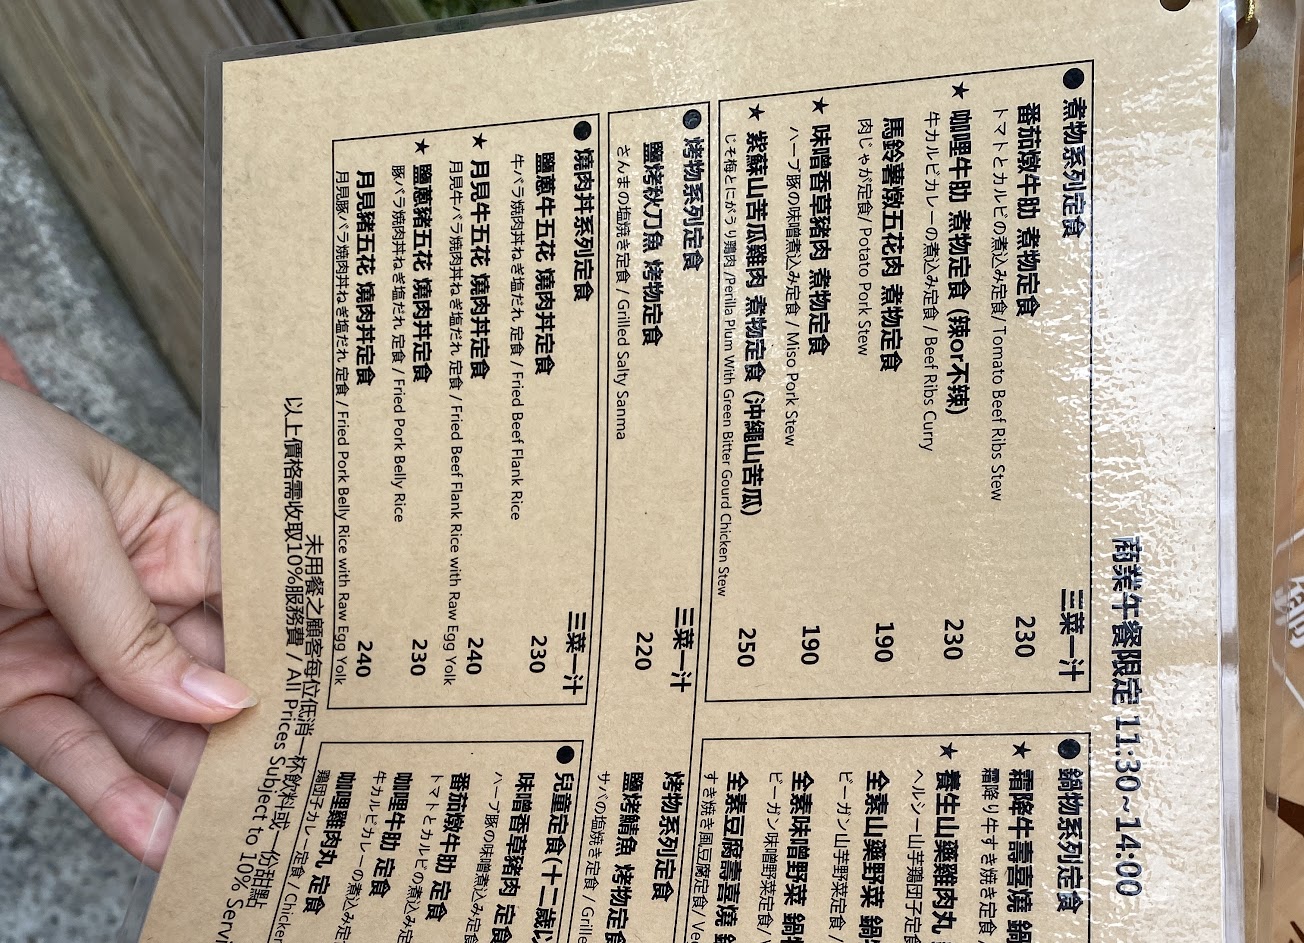 商業午餐限定 11:30~14:00
●煮物系列定食 三菜一汁
番茄燉牛肋 煮物定食 230
トマトとカルビの煮込み定食/ Tomato Beef Ribs Stew
★ 咖哩牛肋 煮物定食 (辣or不辣) 230
牛カルビカレーの煮込み定食 / Beef Ribs Curry
馬鈴薯燉五花肉 煮物定食 190
肉じゃが定食/ Potato Pork Stew
★ 味噌香草豬肉 煮物定食 190
ハーブ豚の味噌煮込み定食 / Miso Pork Stew
★ 紫蘇山苦瓜雞肉 煮物定食 (沖繩山苦瓜) 250
じそ梅とにがうり鶏肉 /Perilla Plum With Green Bitter Gourd Chicken Stew
●烤物系列定食 三菜一汁
鹽烤秋刀魚 烤物定食 220
さんまの塩焼き定食 / Grilled Salty Sanma
●燒肉丼系列定食 三菜一汁
鹽蔥牛五花 燒肉丼定食 230
牛バラ焼肉丼ねぎ塩だれ 定食 / Fried Beef Flank Rice
★ 月見牛五花 燒肉丼定食 240
月見牛バラ焼肉丼ねぎ塩だれ 定食 / Fried Beef Flank Rice with Raw Egg Yolk
★ 鹽蔥豬五花 燒肉丼定食 230
豚バラ焼肉丼ねぎ塩だれ 定食 / Fried Pork Belly Rice
月見豬五花 燒肉丼定食 240
月見豚バラ焼肉丼ねぎ塩だれ 定食 / Fried Pork Belly Rice with Raw Egg Yolk
●鍋物系列定食
★ 霜降牛壽喜燒 鍋
霜降り牛すき焼き定食 /
★ 養生山藥雞肉丸
ヘルシー山芋鶏団子定食
全素山藥野菜 鍋
ビーガン山芋野菜定食 /
全素味噌野菜 鍋
ビーガン味噌野菜定食/
全素豆腐壽喜燒
すき焼き風豆腐定食/ Ve
烤物系列定食
鹽烤鯖魚 烤物定食
サバの塩焼き定食 / Grille
●兒童定食(十二歲以
味噌香草豬肉 定食
ハーブ豚の味噌煮込み定食
番茄燉牛肋 定食
トマトとカルビの煮込み定
咖哩牛肋 定食
牛カルビカレーの煮込み定
咖哩雞肉丸 定食
鶏団子カレー定食 / Chicken
未用餐之顧客每位低消一杯飲料或一份甜點
以上價格需收取10%服務費 / All Prices Subject to 10% Servi